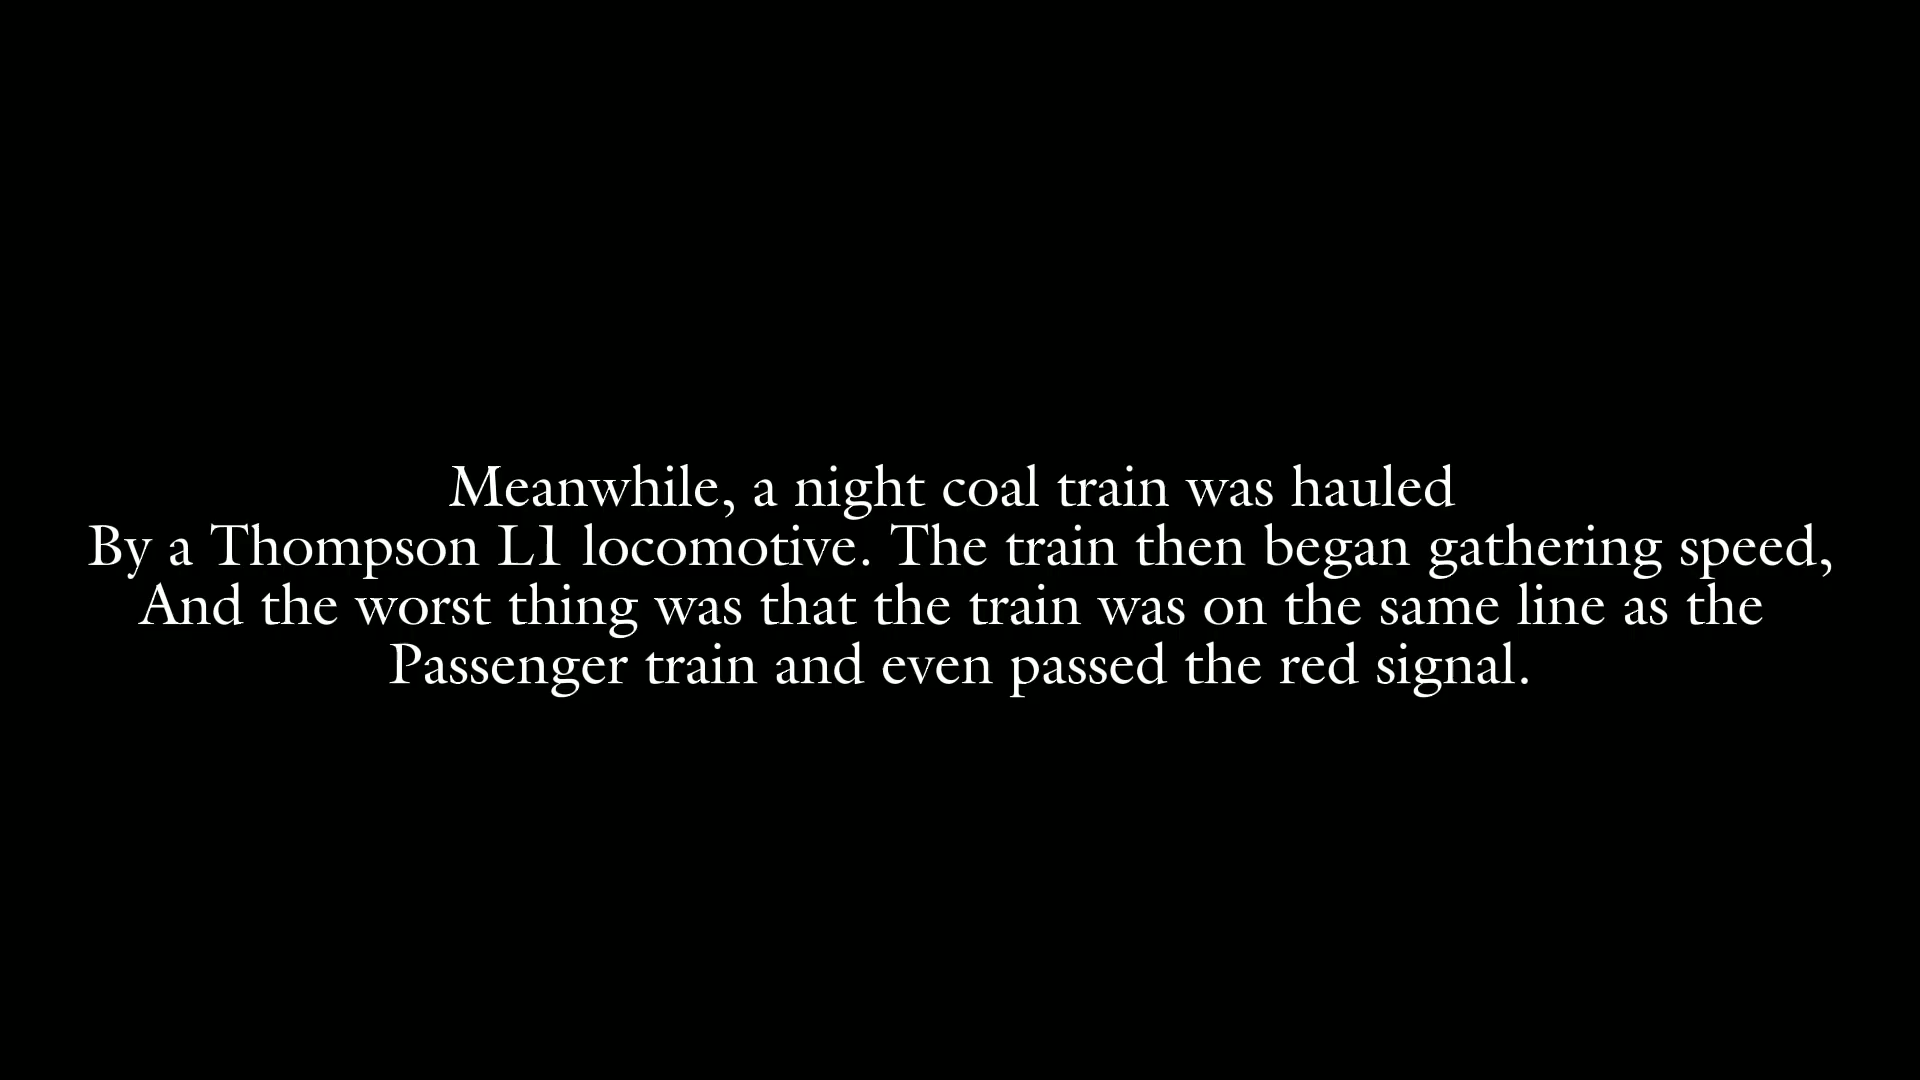 Meanwhile, a night coal train was hauled
By a Thompson L1 locomotive. The train then began gathering speed,
And the worst thing was that the train was on the same line as the
Passenger train and even passed the red signal.